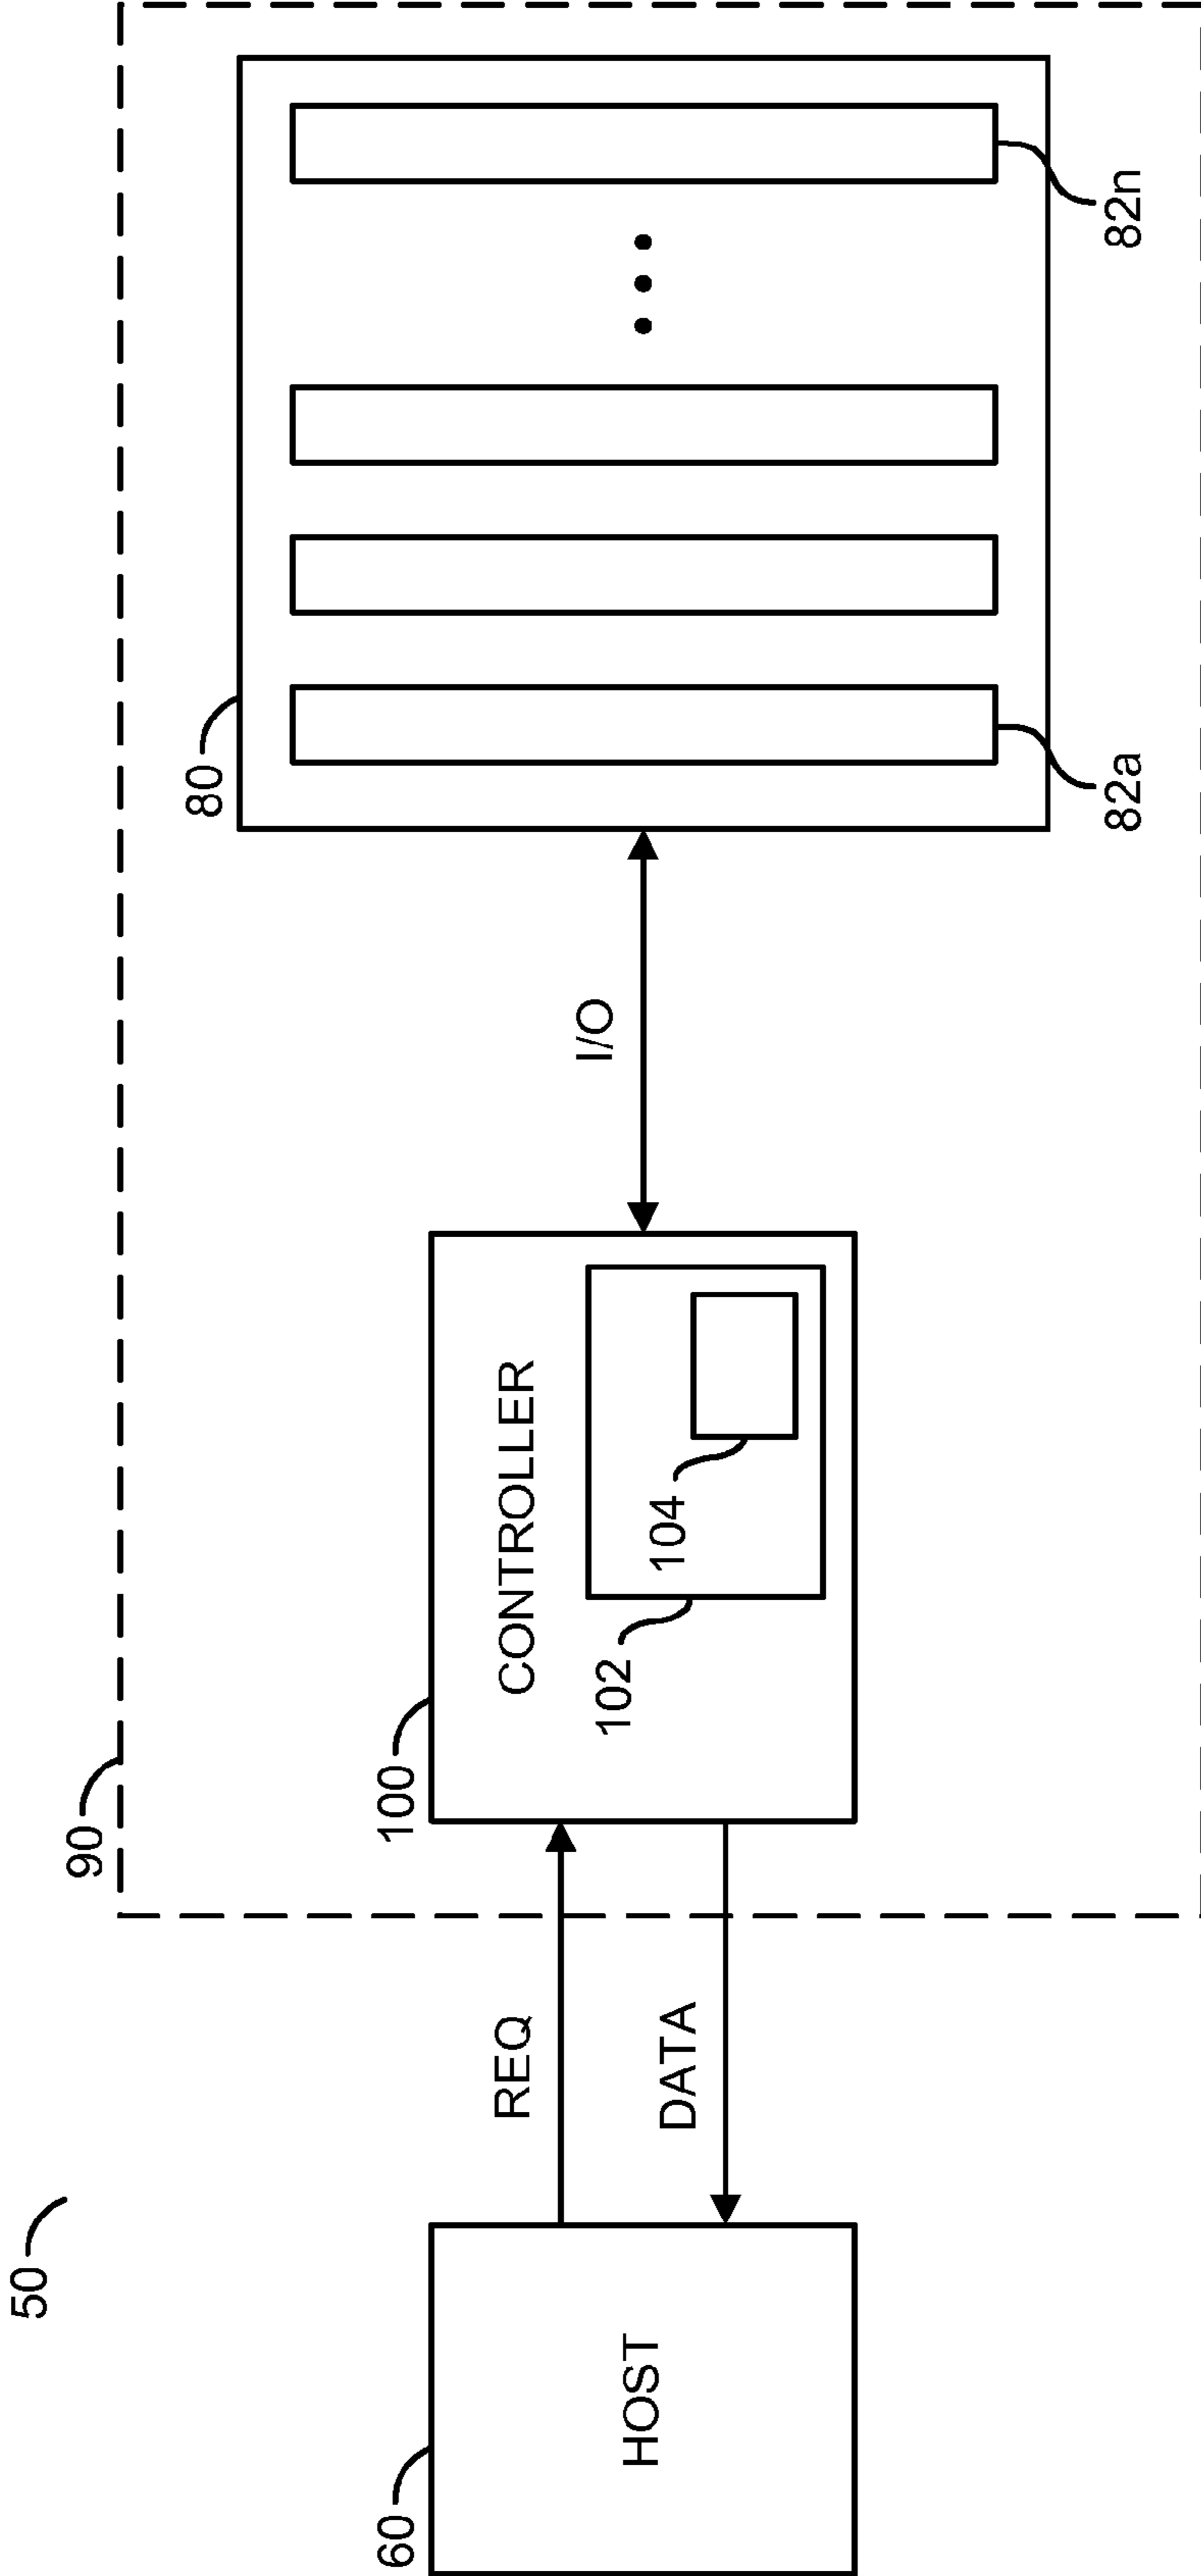 50
60
HOST
REQ
DATA
90
100
CONTROLLER
102
104
I/O
80
82a
82n